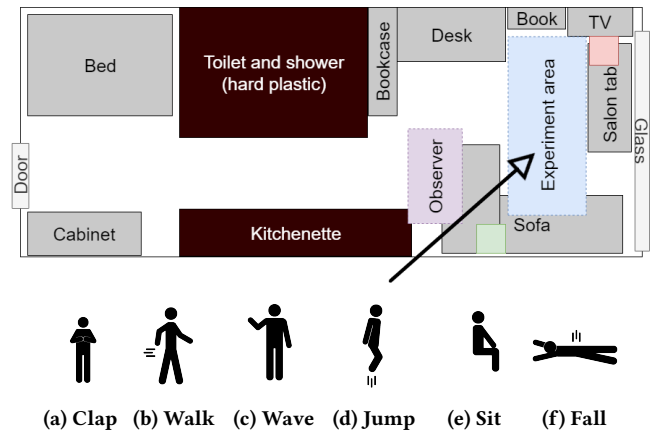 Bed
Toilet and shower
(hard plastic)
Bookcase
Desk
Book
TV
Salon tab
Glass
Experiment area
Observer
Door
Cabinet
Kitchenette
Sofa
(a) Clap (b) Walk (c) Wave (d) Jump (e) Sit (f) Fall